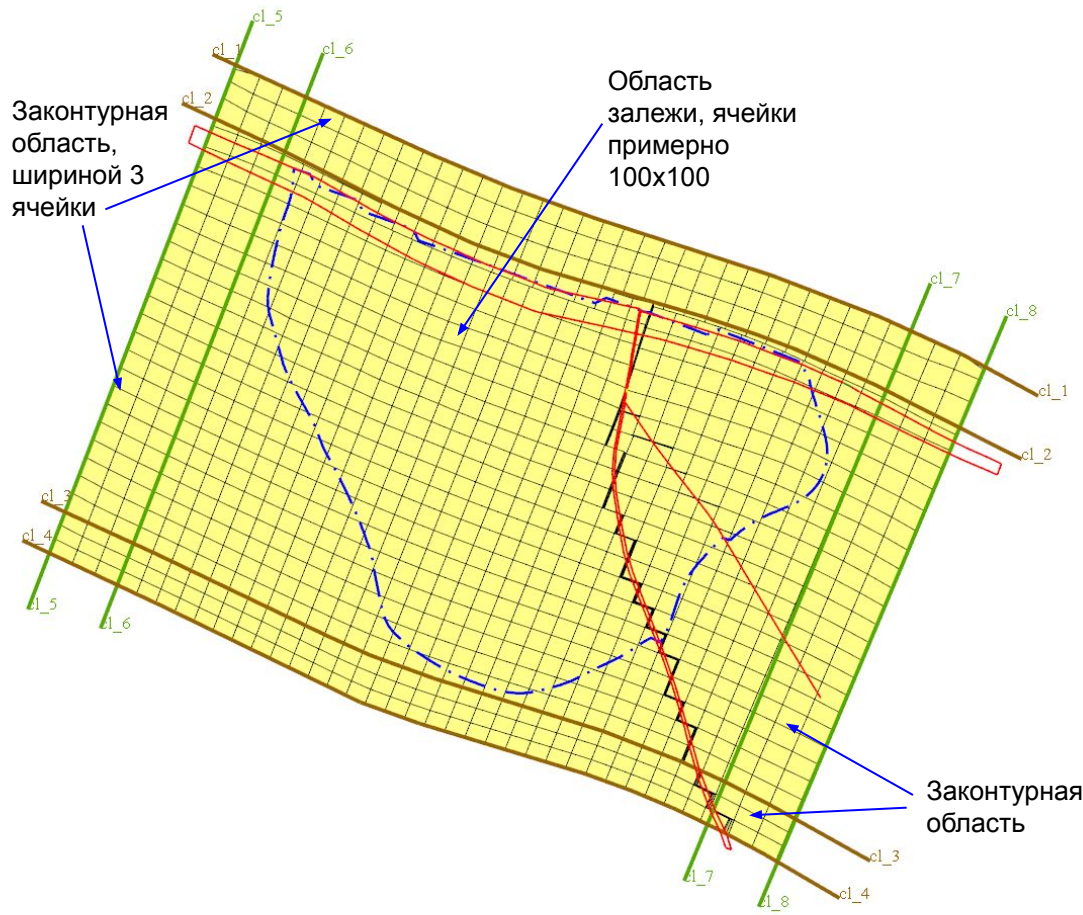 cl_5
cl_6
cl_1
cl_2
Законтурная
область,
шириной 3
ячейки
Область
залежи, ячейки
примерно
100x100
cl_7
cl_8
cl_1
cl_2
cl_3
cl_4
cl_5
cl_6
Законтурная
область
cl_3
cl_4
cl_7
cl_8